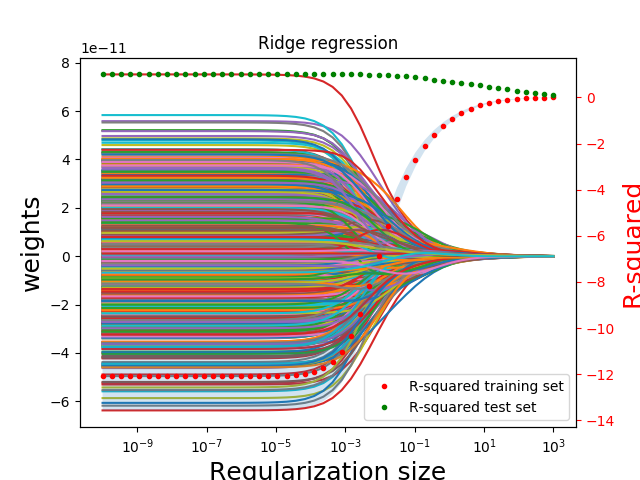 Ridge regression
1e−11
8
6
4
2
0
−2
−4
−6
weights
0
−2
−4
−6
−8
−10
−12
−14
R-squared
R-squared training set
R-squared test set
10⁻⁹ 10⁻⁷ 10⁻⁵ 10⁻³ 10⁻¹ 10¹ 10³
Regularization size